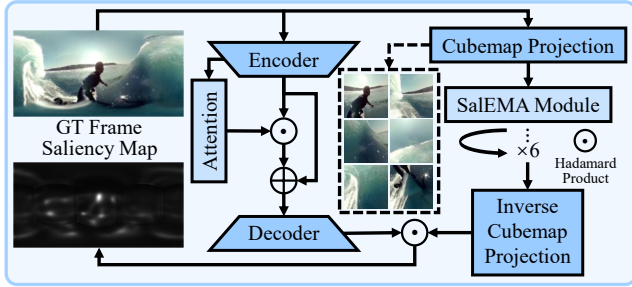 Encoder
Cubemap Projection
Attention
SalEMA Module
GT Frame
Saliency Map
⋮
×6
Hadamard
Product
Decoder
Inverse
Cubemap
Projection